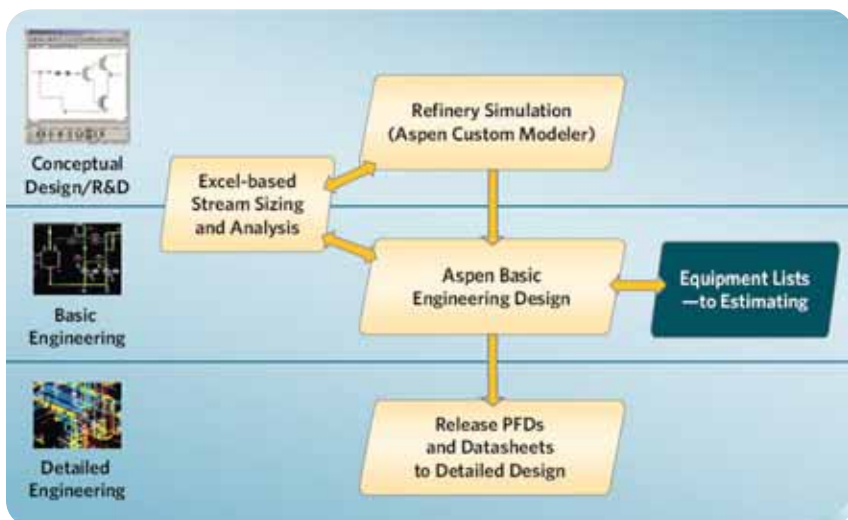 Conceptual
Design/R&D
Refinery Simulation
(Aspen Custom Modeler)
Excel-based
Stream Sizing
and Analysis
Basic
Engineering
Aspen Basic
Engineering Design
Equipment Lists
—to Estimating
Detailed
Engineering
Release PFDs
and Datasheets
to Detailed Design